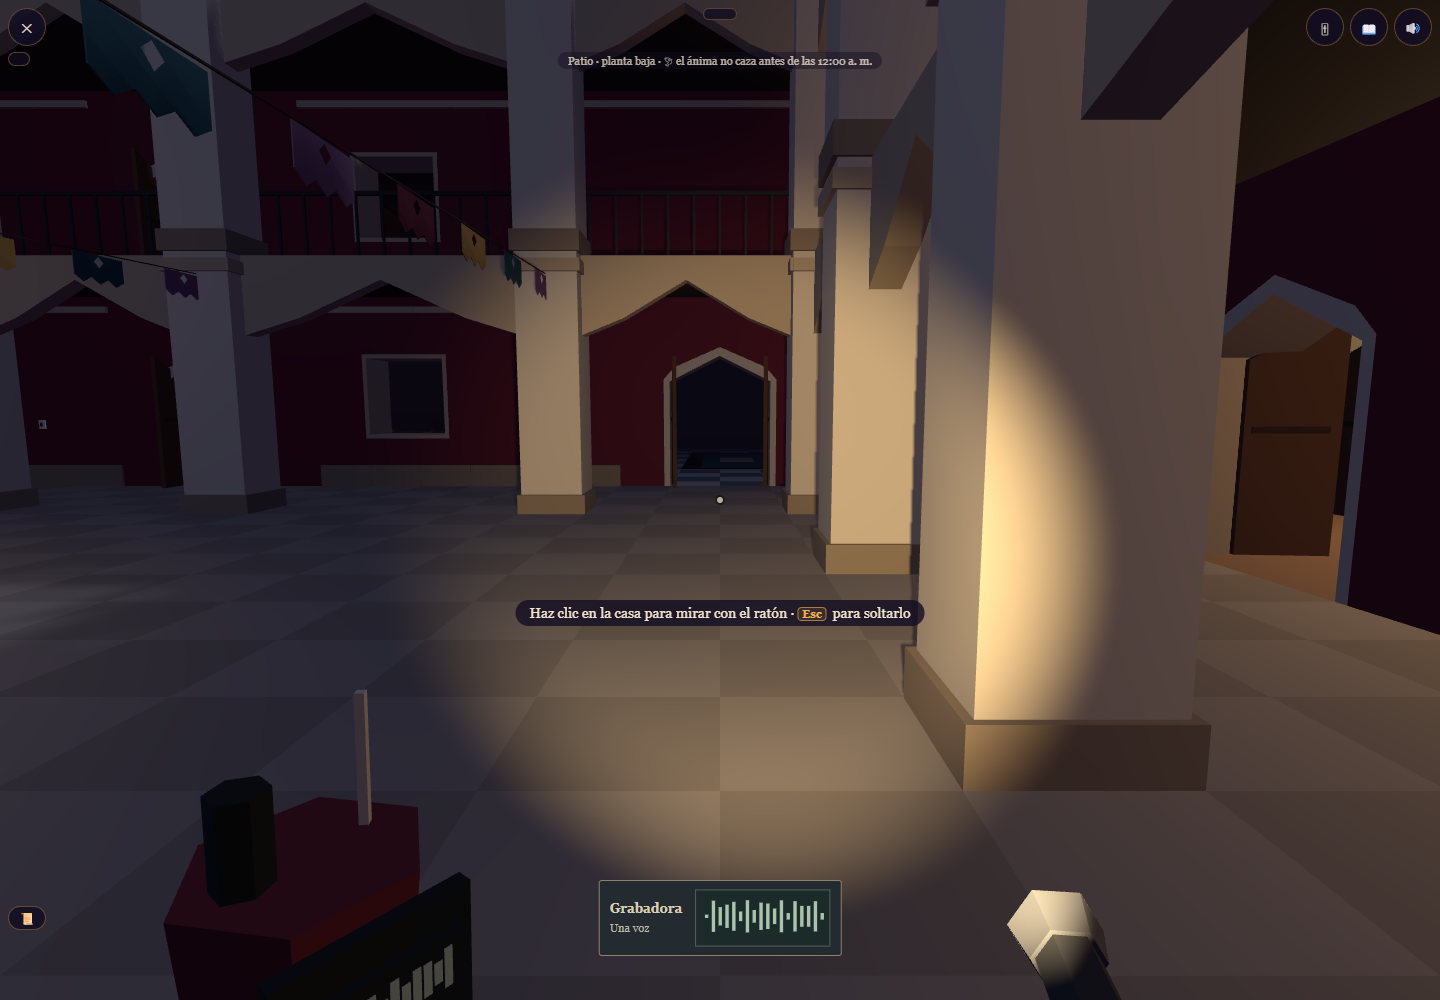 Patio · planta baja · 🕊 el ánima no caza antes de las 12:00 a. m.
Haz clic en la casa para mirar con el ratón · Esc para soltarlo
Grabadora
Una voz